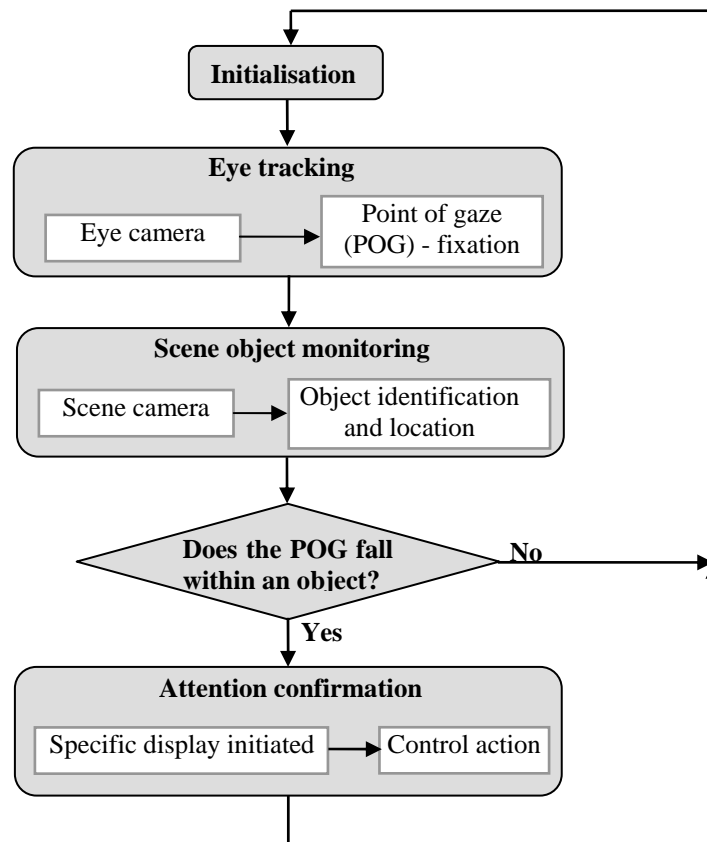 Initialisation
Eye tracking
Eye camera
Point of gaze
(POG) - fixation
Scene object monitoring
Scene camera
Object identification
and location
Does the POG fall
within an object?
No
Yes
Attention confirmation
Specific display initiated
Control action